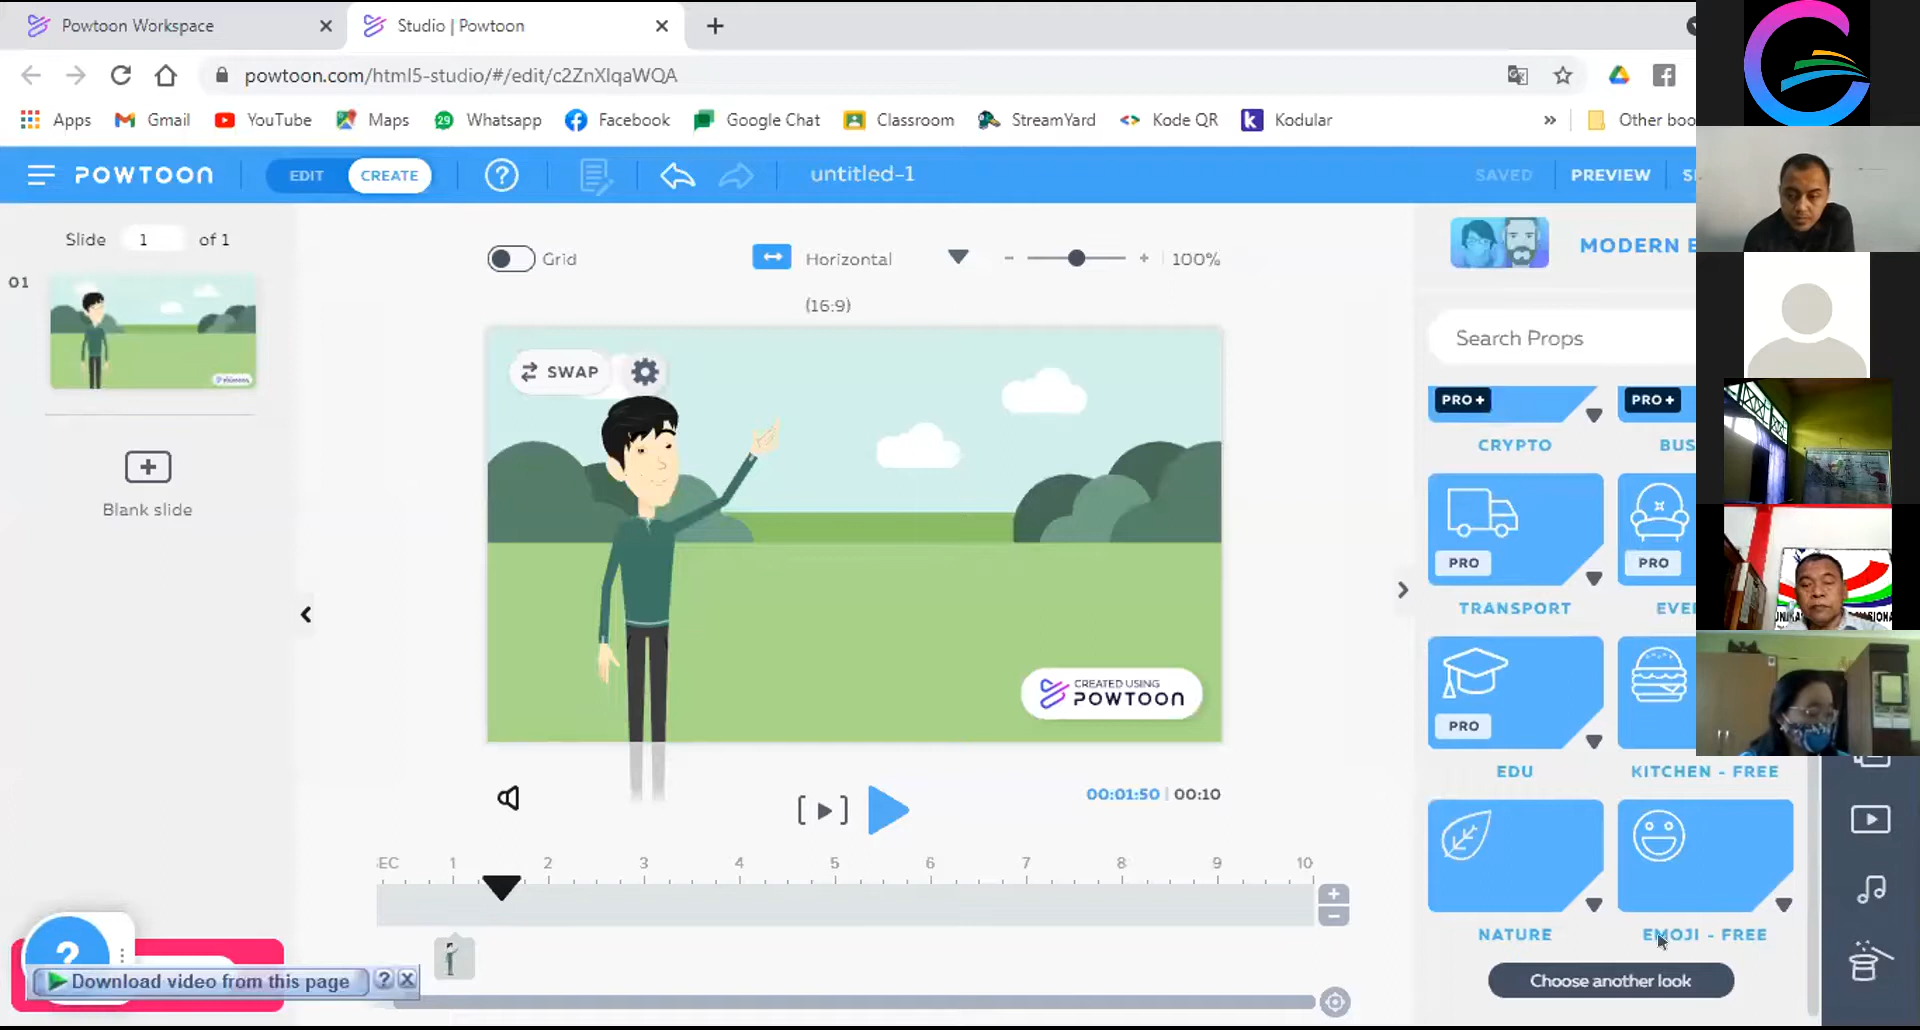 Powtoon Workspace
Studio | Powtoon
powtoon.com/html5-studio/#/edit/c2ZnXlqaWQA
Apps
Gmail
YouTube
Maps
29
Whatsapp
Facebook
Google Chat
Classroom
StreamYard
Kode QR
Kodular
»
Other boo
POWTOON
EDIT
CREATE
?
untitled-1
SAVED
PREVIEW
Slide 1 of 1
01
Blank slide
Grid
Horizontal
(16:9)
- + 100%
SWAP
CREATED USING
POWTOON
00:01:50 | 00:10
EC 1 2 3 4 5 6 7 8 9 10
?
Download video from this page
?
MODERN E
Search Props
PRO+
PRO+
CRYPTO
BUS
PRO
PRO
TRANSPORT
EVE
PRO
EDU
KITCHEN - FREE
NATURE
EMOJI - FREE
Choose another look